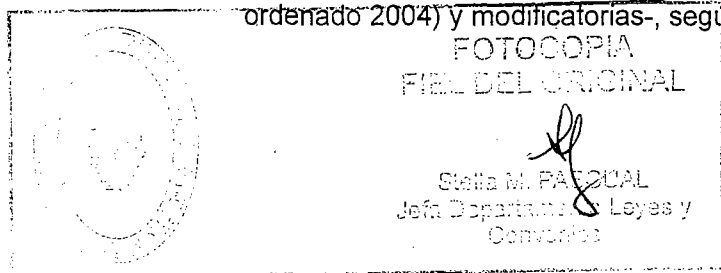 ordenado 2004) y modificatorias-, segú
FOTOCOPIA
FIEL DEL ORIGINAL
Stella M. PASCUAL
Jefa Departamento Leyes y
Convenios